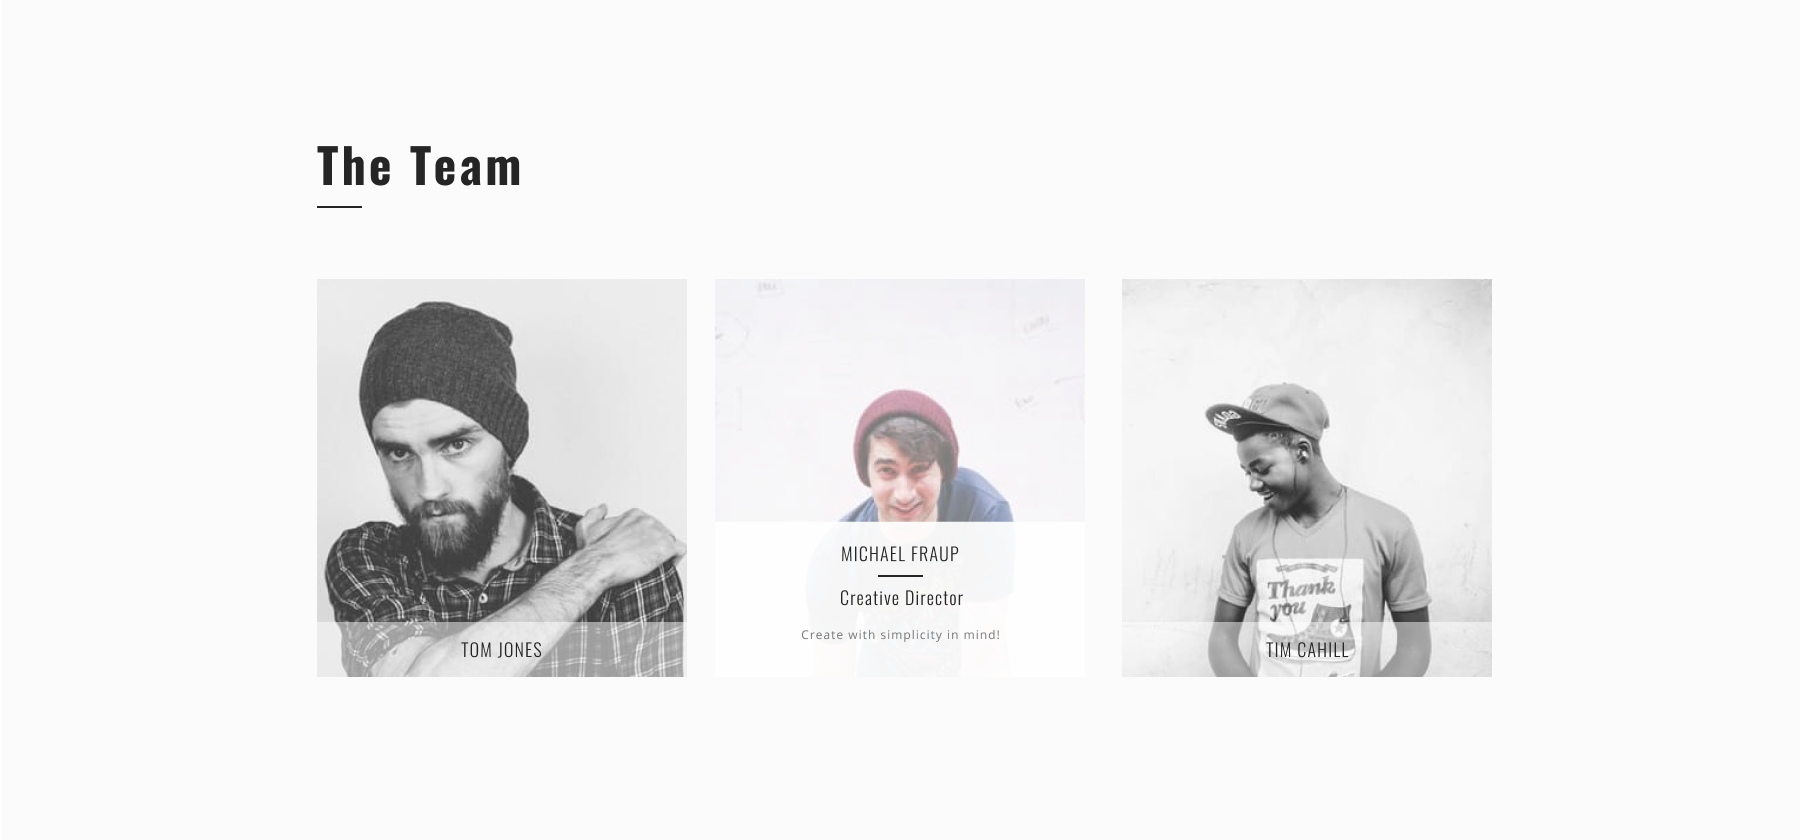 The Team
TOM JONES
MICHAEL FRAUP
Creative Director
Create with simplicity in mind!
Thank
you
TIM CAHILL